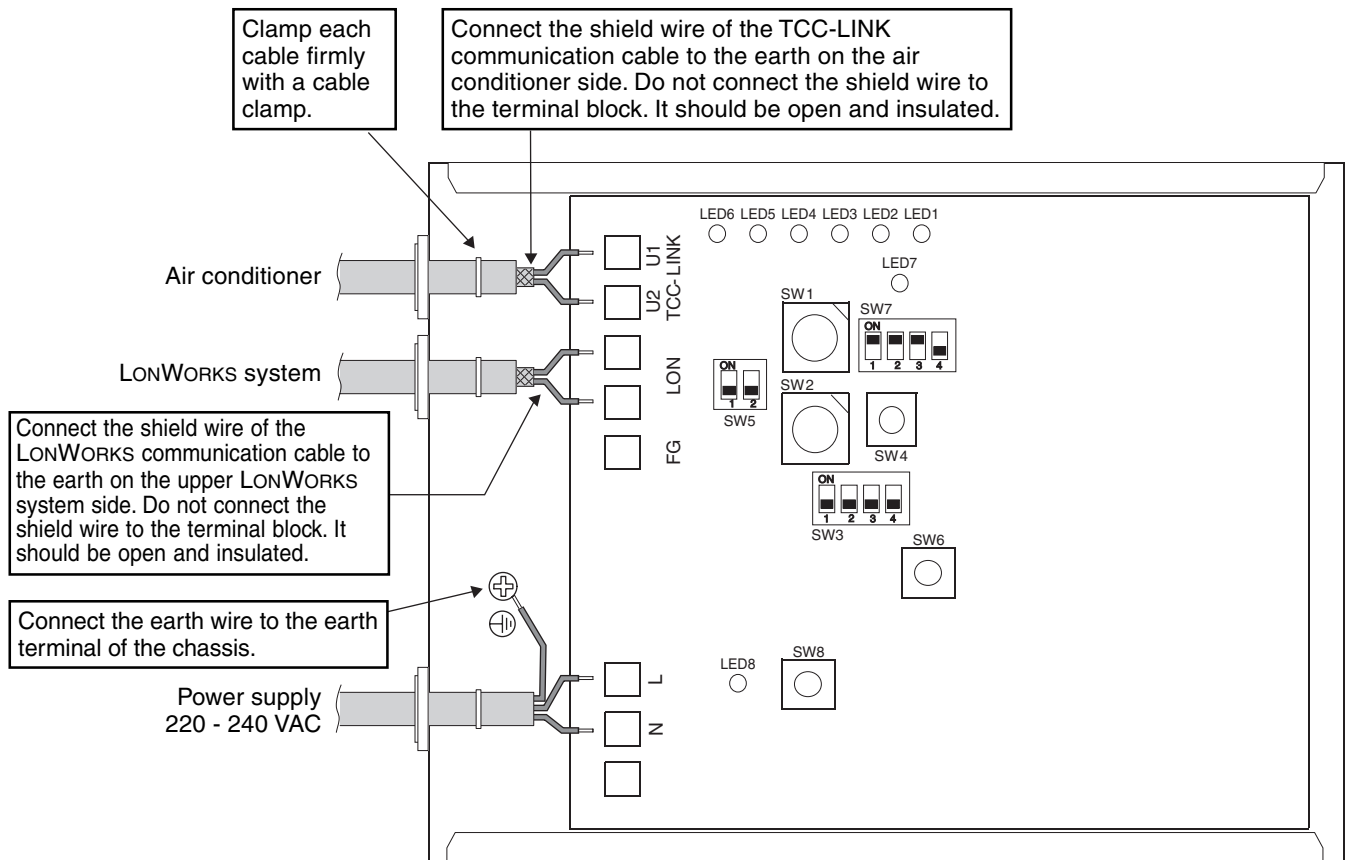 Clamp each
cable firmly
with a cable
clamp.
Connect the shield wire of the TCC-LINK
communication cable to the earth on the air
conditioner side. Do not connect the shield wire to
the terminal block. It should be open and insulated.
LED6 LED5 LED4 LED3 LED2 LED1
LED7
Air conditioner
U1
U2
TCC-LINK
SW1
SW7
ON
1 2 3 4
LONWORKS system
LON
ON
1 2
SW5
SW2
SW4
FG
Connect the shield wire of the
LONWORKS communication cable to
the earth on the upper LONWORKS
system side. Do not connect the
shield wire to the terminal block. It
should be open and insulated.
ON
1 2 3 4
SW3
SW6
Connect the earth wire to the earth
terminal of the chassis.
Power supply
220 - 240 VAC
L
N
LED8
SW8